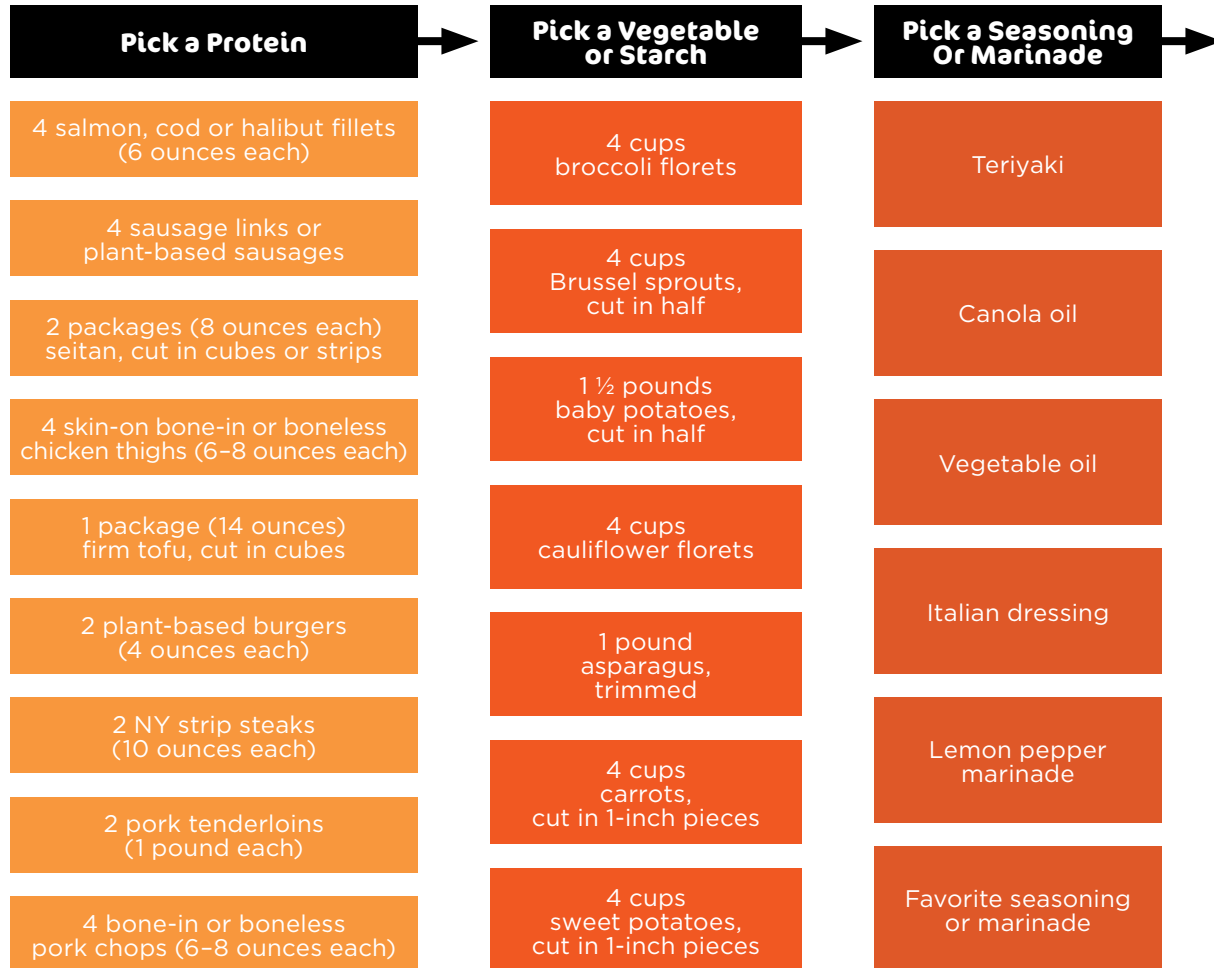 Pick a Protein
4 salmon, cod or halibut fillets
(6 ounces each)
4 sausage links or
plant-based sausages
2 packages (8 ounces each)
seitan, cut in cubes or strips
4 skin-on bone-in or boneless
chicken thighs (6–8 ounces each)
1 package (14 ounces)
firm tofu, cut in cubes
2 plant-based burgers
(4 ounces each)
2 NY strip steaks
(10 ounces each)
2 pork tenderloins
(1 pound each)
4 bone-in or boneless
pork chops (6–8 ounces each)
Pick a Vegetable
or Starch
4 cups
broccoli florets
4 cups
Brussel sprouts,
cut in half
1 ½ pounds
baby potatoes,
cut in half
4 cups
cauliflower florets
1 pound
asparagus,
trimmed
4 cups
carrots,
cut in 1-inch pieces
4 cups
sweet potatoes,
cut in 1-inch pieces
Pick a Seasoning
Or Marinade
Teriyaki
Canola oil
Vegetable oil
Italian dressing
Lemon pepper
marinade
Favorite seasoning
or marinade